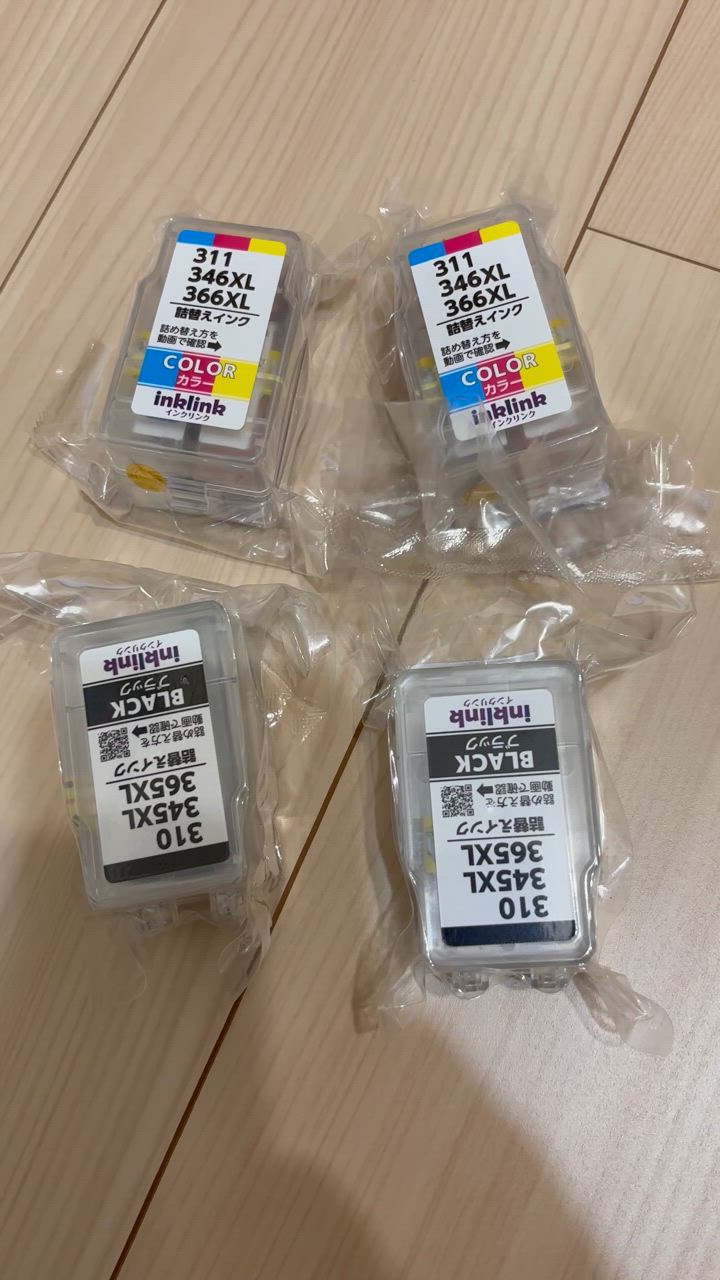 311
346XL
366XL
詰替えインク
詰め替え方を
動画で確認➡
COLOR
カラー
inklink
インクリンク
311
346XL
366XL
詰替えインク
詰め替え方を
動画で確認➡
COLOR
カラー
inklink
インクリンク
310
345XL
365XL
詰替えインク
詰め替え方を
動画で確認➡
BLACK
ブラック
inklink
インクリンク
310
345XL
365XL
詰替えインク
詰め替え方を
動画で確認➡
BLACK
ブラック
inklink
インクリンク